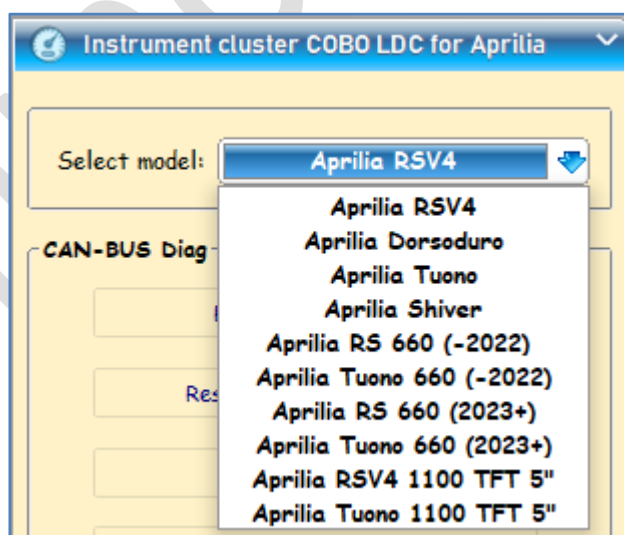 Instrument cluster COBO LDC for Aprilia
Select model: Aprilia RSV4
Aprilia RSV4
Aprilia Dorsoduro
Aprilia Tuono
Aprilia Shiver
Aprilia RS 660 (-2022)
Aprilia Tuono 660 (-2022)
Aprilia RS 660 (2023+)
Aprilia Tuono 660 (2023+)
Aprilia RSV4 1100 TFT 5"
Aprilia Tuono 1100 TFT 5"
CAN-BUS Diag